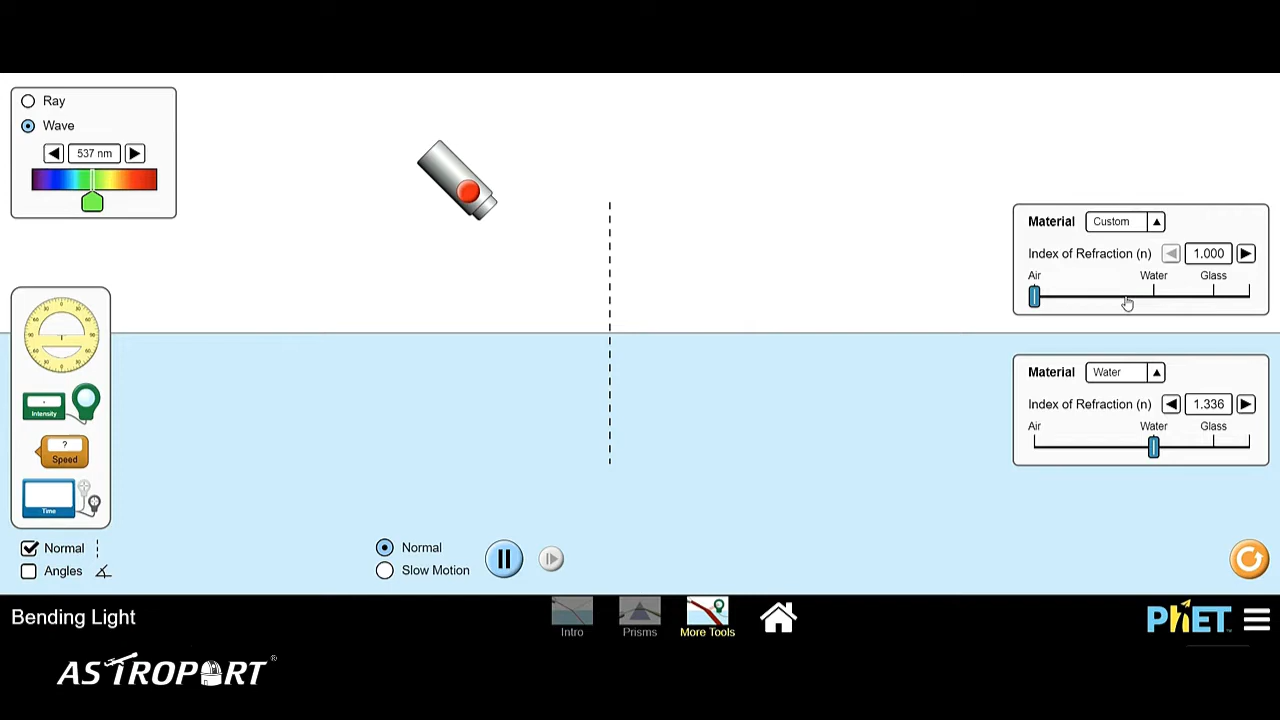 Ray
Wave
537 nm
Material Custom
Index of Refraction (n) 1.000
Air Water Glass
Material Water
Index of Refraction (n) 1.336
Air Water Glass
Intensity
?
Speed
Time
Normal
Angles
Normal
Slow Motion
Bending Light
Intro
Prisms
More Tools
PhET
ASTROPORT®